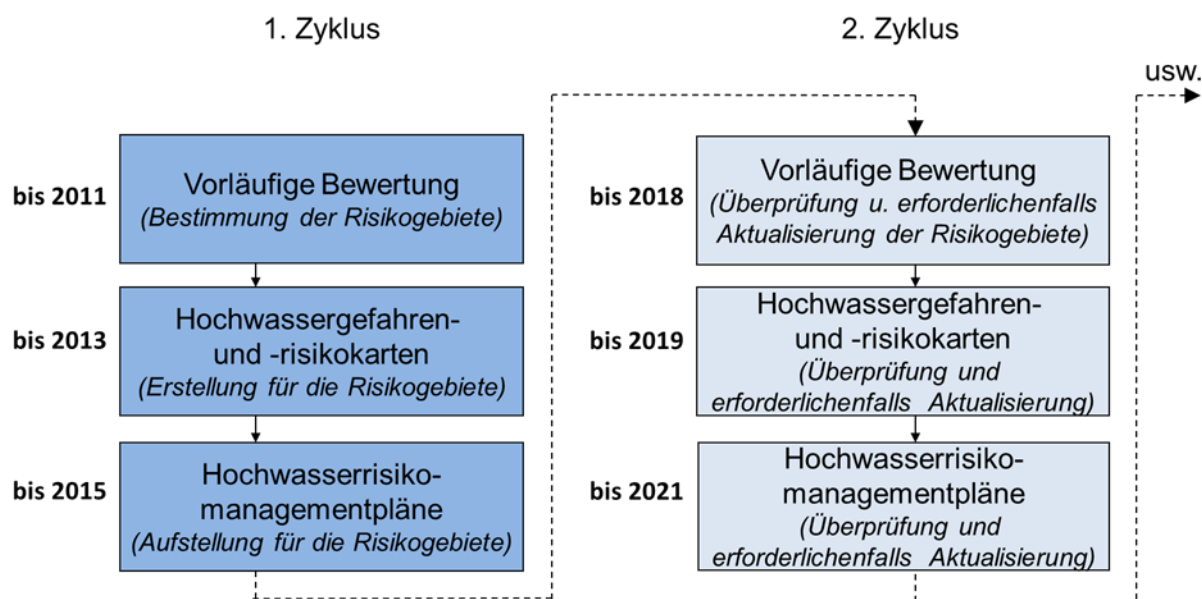 1. Zyklus
bis 2011
Vorläufige Bewertung
(Bestimmung der Risikogebiete)
bis 2013
Hochwassergefahren-
und -risikokarten
(Erstellung für die Risikogebiete)
bis 2015
Hochwasserrisiko-
managementpläne
(Aufstellung für die Risikogebiete)
2. Zyklus
usw.
bis 2018
Vorläufige Bewertung
(Überprüfung u. erforderlichenfalls
Aktualisierung der Risikogebiete)
bis 2019
Hochwassergefahren-
und -risikokarten
(Überprüfung und
erforderlichenfalls Aktualisierung)
bis 2021
Hochwasserrisiko-
managementpläne
(Überprüfung und
erforderlichenfalls Aktualisierung)